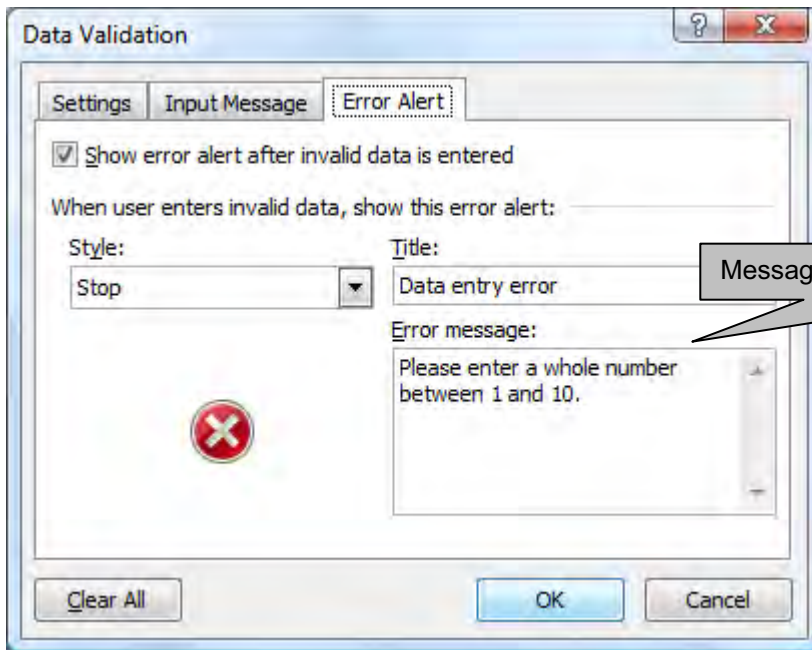 Data Validation
Settings Input Message Error Alert
Show error alert after invalid data is entered
When user enters invalid data, show this error alert:
Style: Title:
Stop Data entry error
Messag
Error message:
Please enter a whole number
between 1 and 10.
Clear All OK Cancel